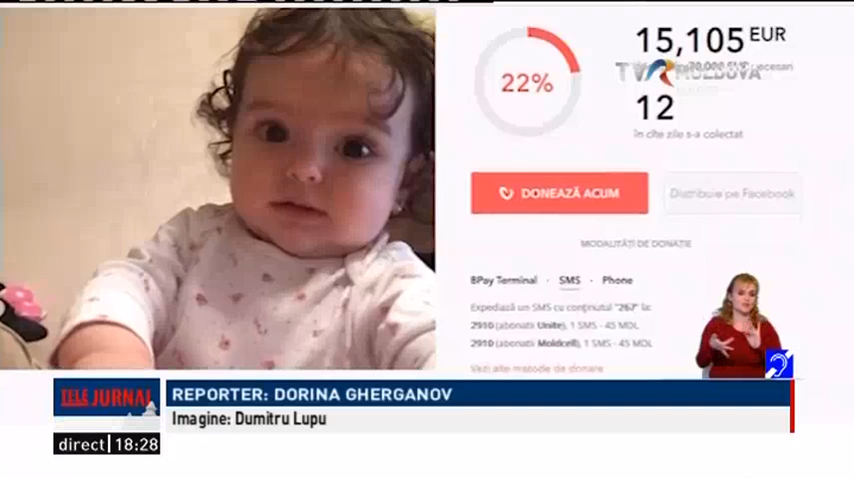 15,105 EUR
22%
TVR MOLDOVA
12
în cîte zile s-a colectat
DONEAZĂ ACUM
Distribuie pe Facebook
MODALITĂȚI DE DONAȚIE
BPay Terminal · SMS · Phone
Expediază un SMS cu conținutul "267" la:
2910 (abonații Unite), 1 SMS - 45 MDL
2910 (abonații Moldcell), 1 SMS - 45 MDL
Vezi alte metode de donare
TELE JURNAL
REPORTER: DORINA GHERGANOV
Imagine: Dumitru Lupu
direct 18:28